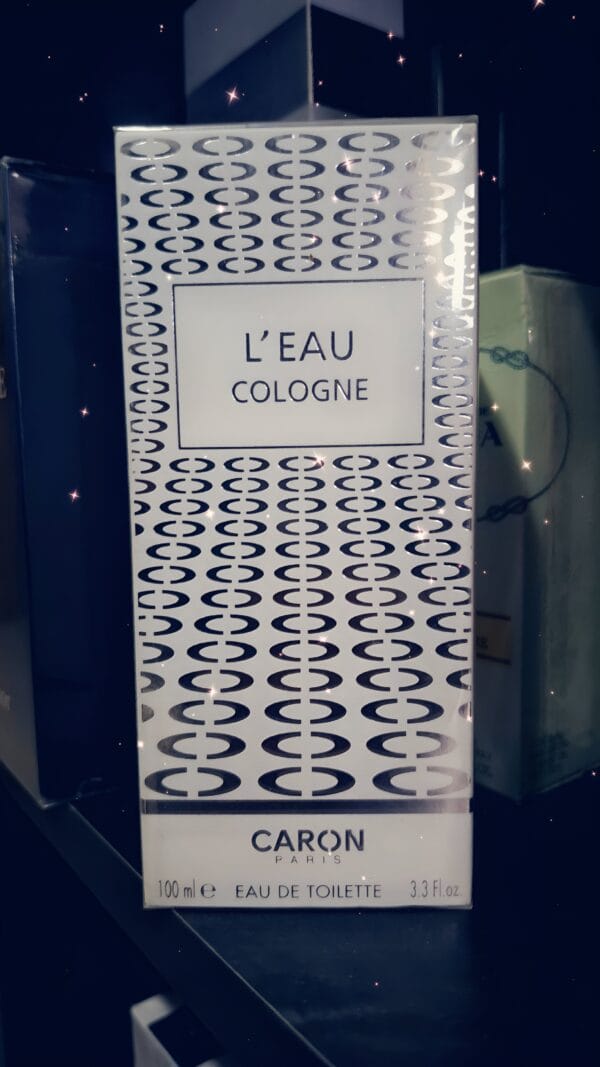 L'EAU
COLOGNE
CARON
PARIS
100 ml e EAU DE TOILETTE 3.3 Fl.oz.